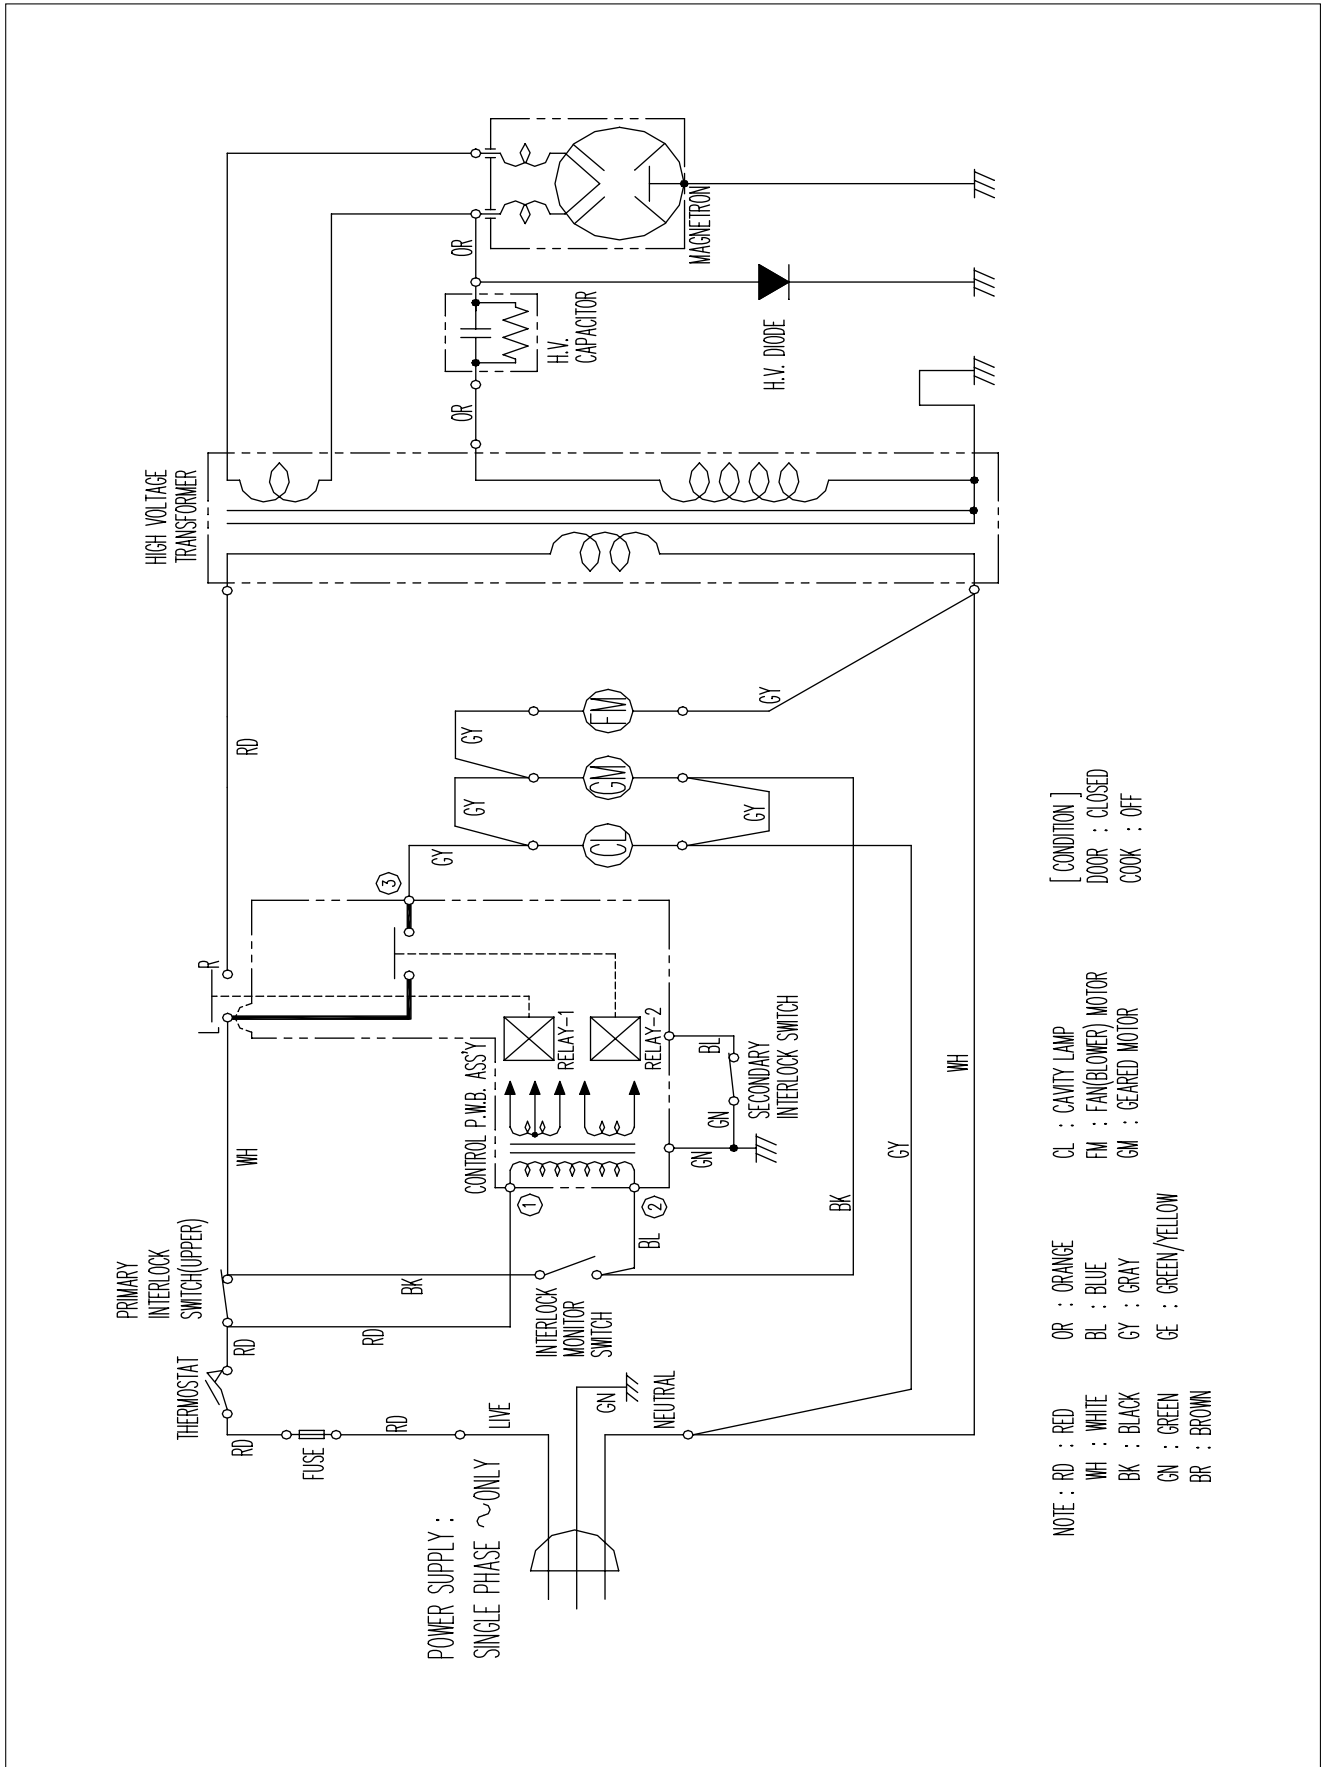 POWER SUPPLY :
SINGLE PHASE ~ ONLY
LIVE
GN
NEUTRAL
RD
FUSE
RD
THERMOSTAT
RD
PRIMARY
INTERLOCK
SWITCH(UPPER)
RD
BK
INTERLOCK
MONITOR
SWITCH
WH
BL
BK
1
2
CONTROL P.W.B. ASS'Y
GN
GN
BL
SECONDARY
INTERLOCK SWITCH
RELAY-1
RELAY-2
L
R
3
GY
WH
GY
CL
GY
GY
GM
GY
FM
GY
RD
HIGH VOLTAGE
TRANSFORMER
OR
H.V.
CAPACITOR
H.V. DIODE
OR
MAGNETRON
NOTE : RD : RED
WH : WHITE
BK : BLACK
GN : GREEN
BR : BROWN
OR : ORANGE
BL : BLUE
GY : GRAY
GE : GREEN/YELLOW
CL : CAVITY LAMP
FM : FAN(BLOWER) MOTOR
GM : GEARED MOTOR
[ CONDITION ]
DOOR : CLOSED
COOK : OFF